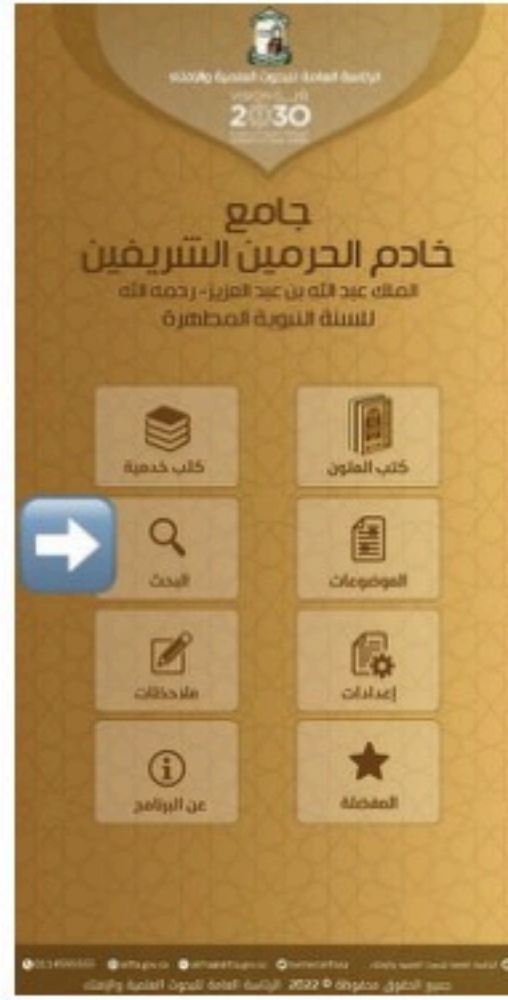 الرئاسة العامة للبحوث العلمية والإفتاء
2030
جامع
خادم الحرمين الشريفين
الملك عبد الله بن عبد العزيز - رحمه الله
للسنة النبوية المطهرة
كتب المتون
كتب خدمية
الموضوعات
البحث
إعدادات
ملاحظات
المفضلة
عن البرنامج
جميع الحقوق محفوظة © 2022 الرئاسة العامة للبحوث العلمية والإفتاء